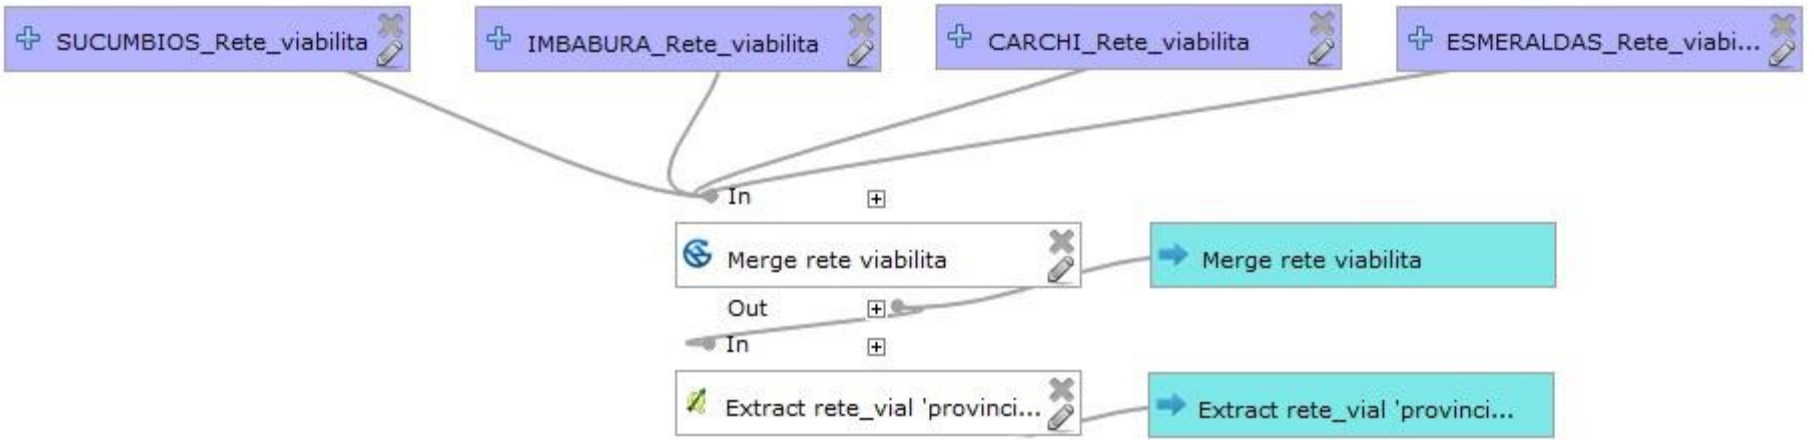 SUCUMBIOS_Rete_viabilita
IMBABURA_Rete_viabilita
CARCHI_Rete_viabilita
ESMERALDAS_Rete_viabi...
In
Merge rete viabilita
Merge rete viabilita
Out
In
Extract rete_vial 'provinci...
Extract rete_vial 'provinci...